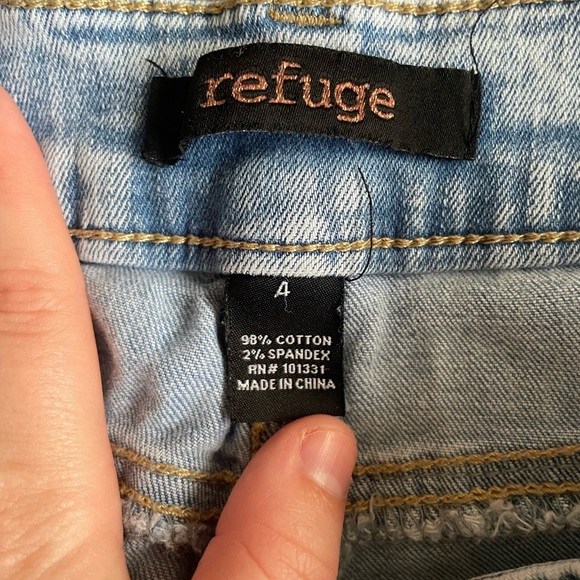 refuge
4
98% COTTON
2% SPANDEX
RN# 101331
MADE IN CHINA